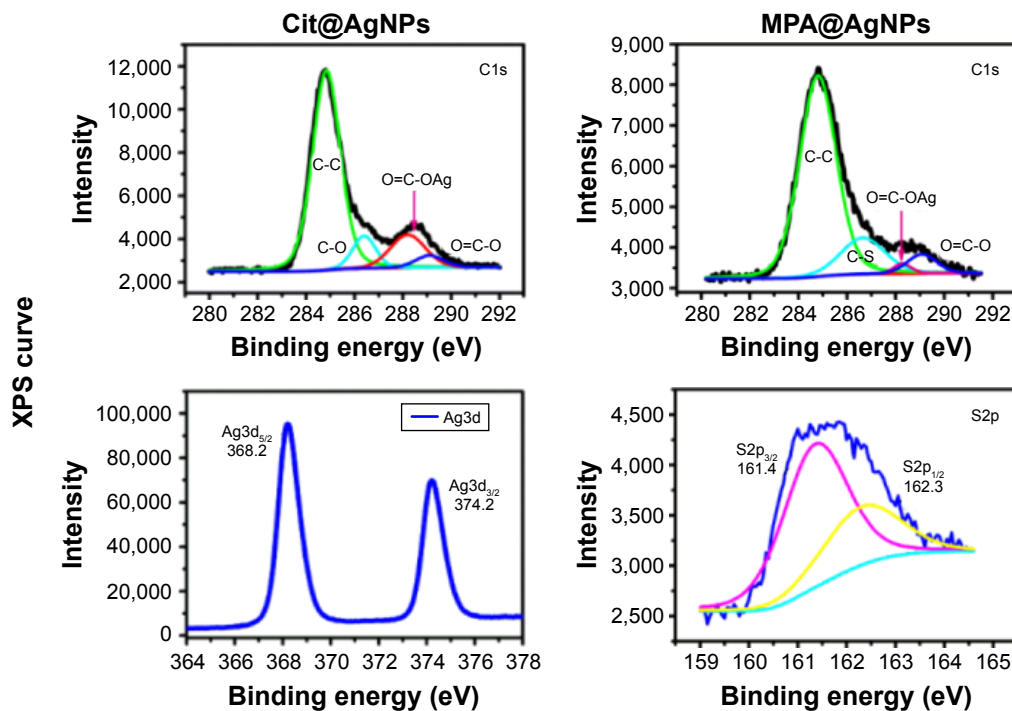 Cit@AgNPs
MPA@AgNPs
XPS curve
Intensity
12,000
10,000
8,000
6,000
4,000
2,000
C1s
C-C
C-O
O=C-OAg
O=C-O
280 282 284 286 288 290 292
Binding energy (eV)
Intensity
9,000
8,000
7,000
6,000
5,000
4,000
3,000
C1s
C-C
C-S
O=C-OAg
O=C-O
280 282 284 286 288 290 292
Binding energy (eV)
Intensity
100,000
80,000
60,000
40,000
20,000
0
Ag3d
Ag3d5/2
368.2
Ag3d3/2
374.2
364 366 368 370 372 374 376 378
Binding energy (eV)
Intensity
4,500
4,000
3,500
3,000
2,500
S2p
S2p3/2
161.4
S2p1/2
162.3
159 160 161 162 163 164 165
Binding energy (eV)